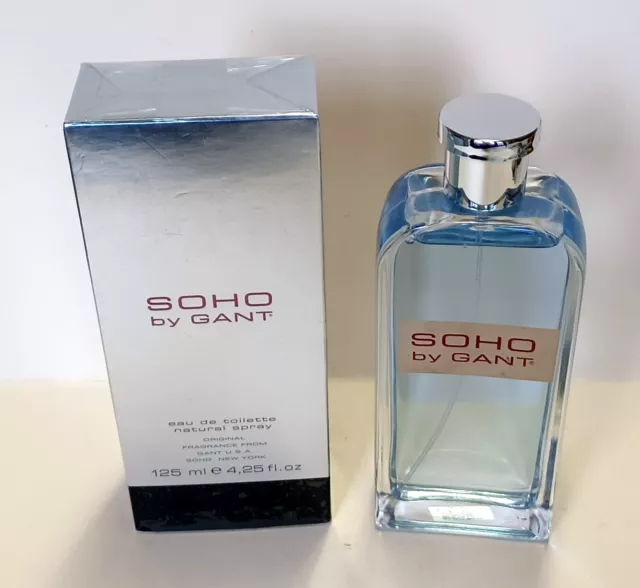 SOHO
by GANT®
eau de toilette
natural spray
ORIGINAL
FRAGRANCE FROM
GANT U.S.A.
SOHO NEW YORK
125 ml e 4,25 fl.oz
SOHO
by GANT®